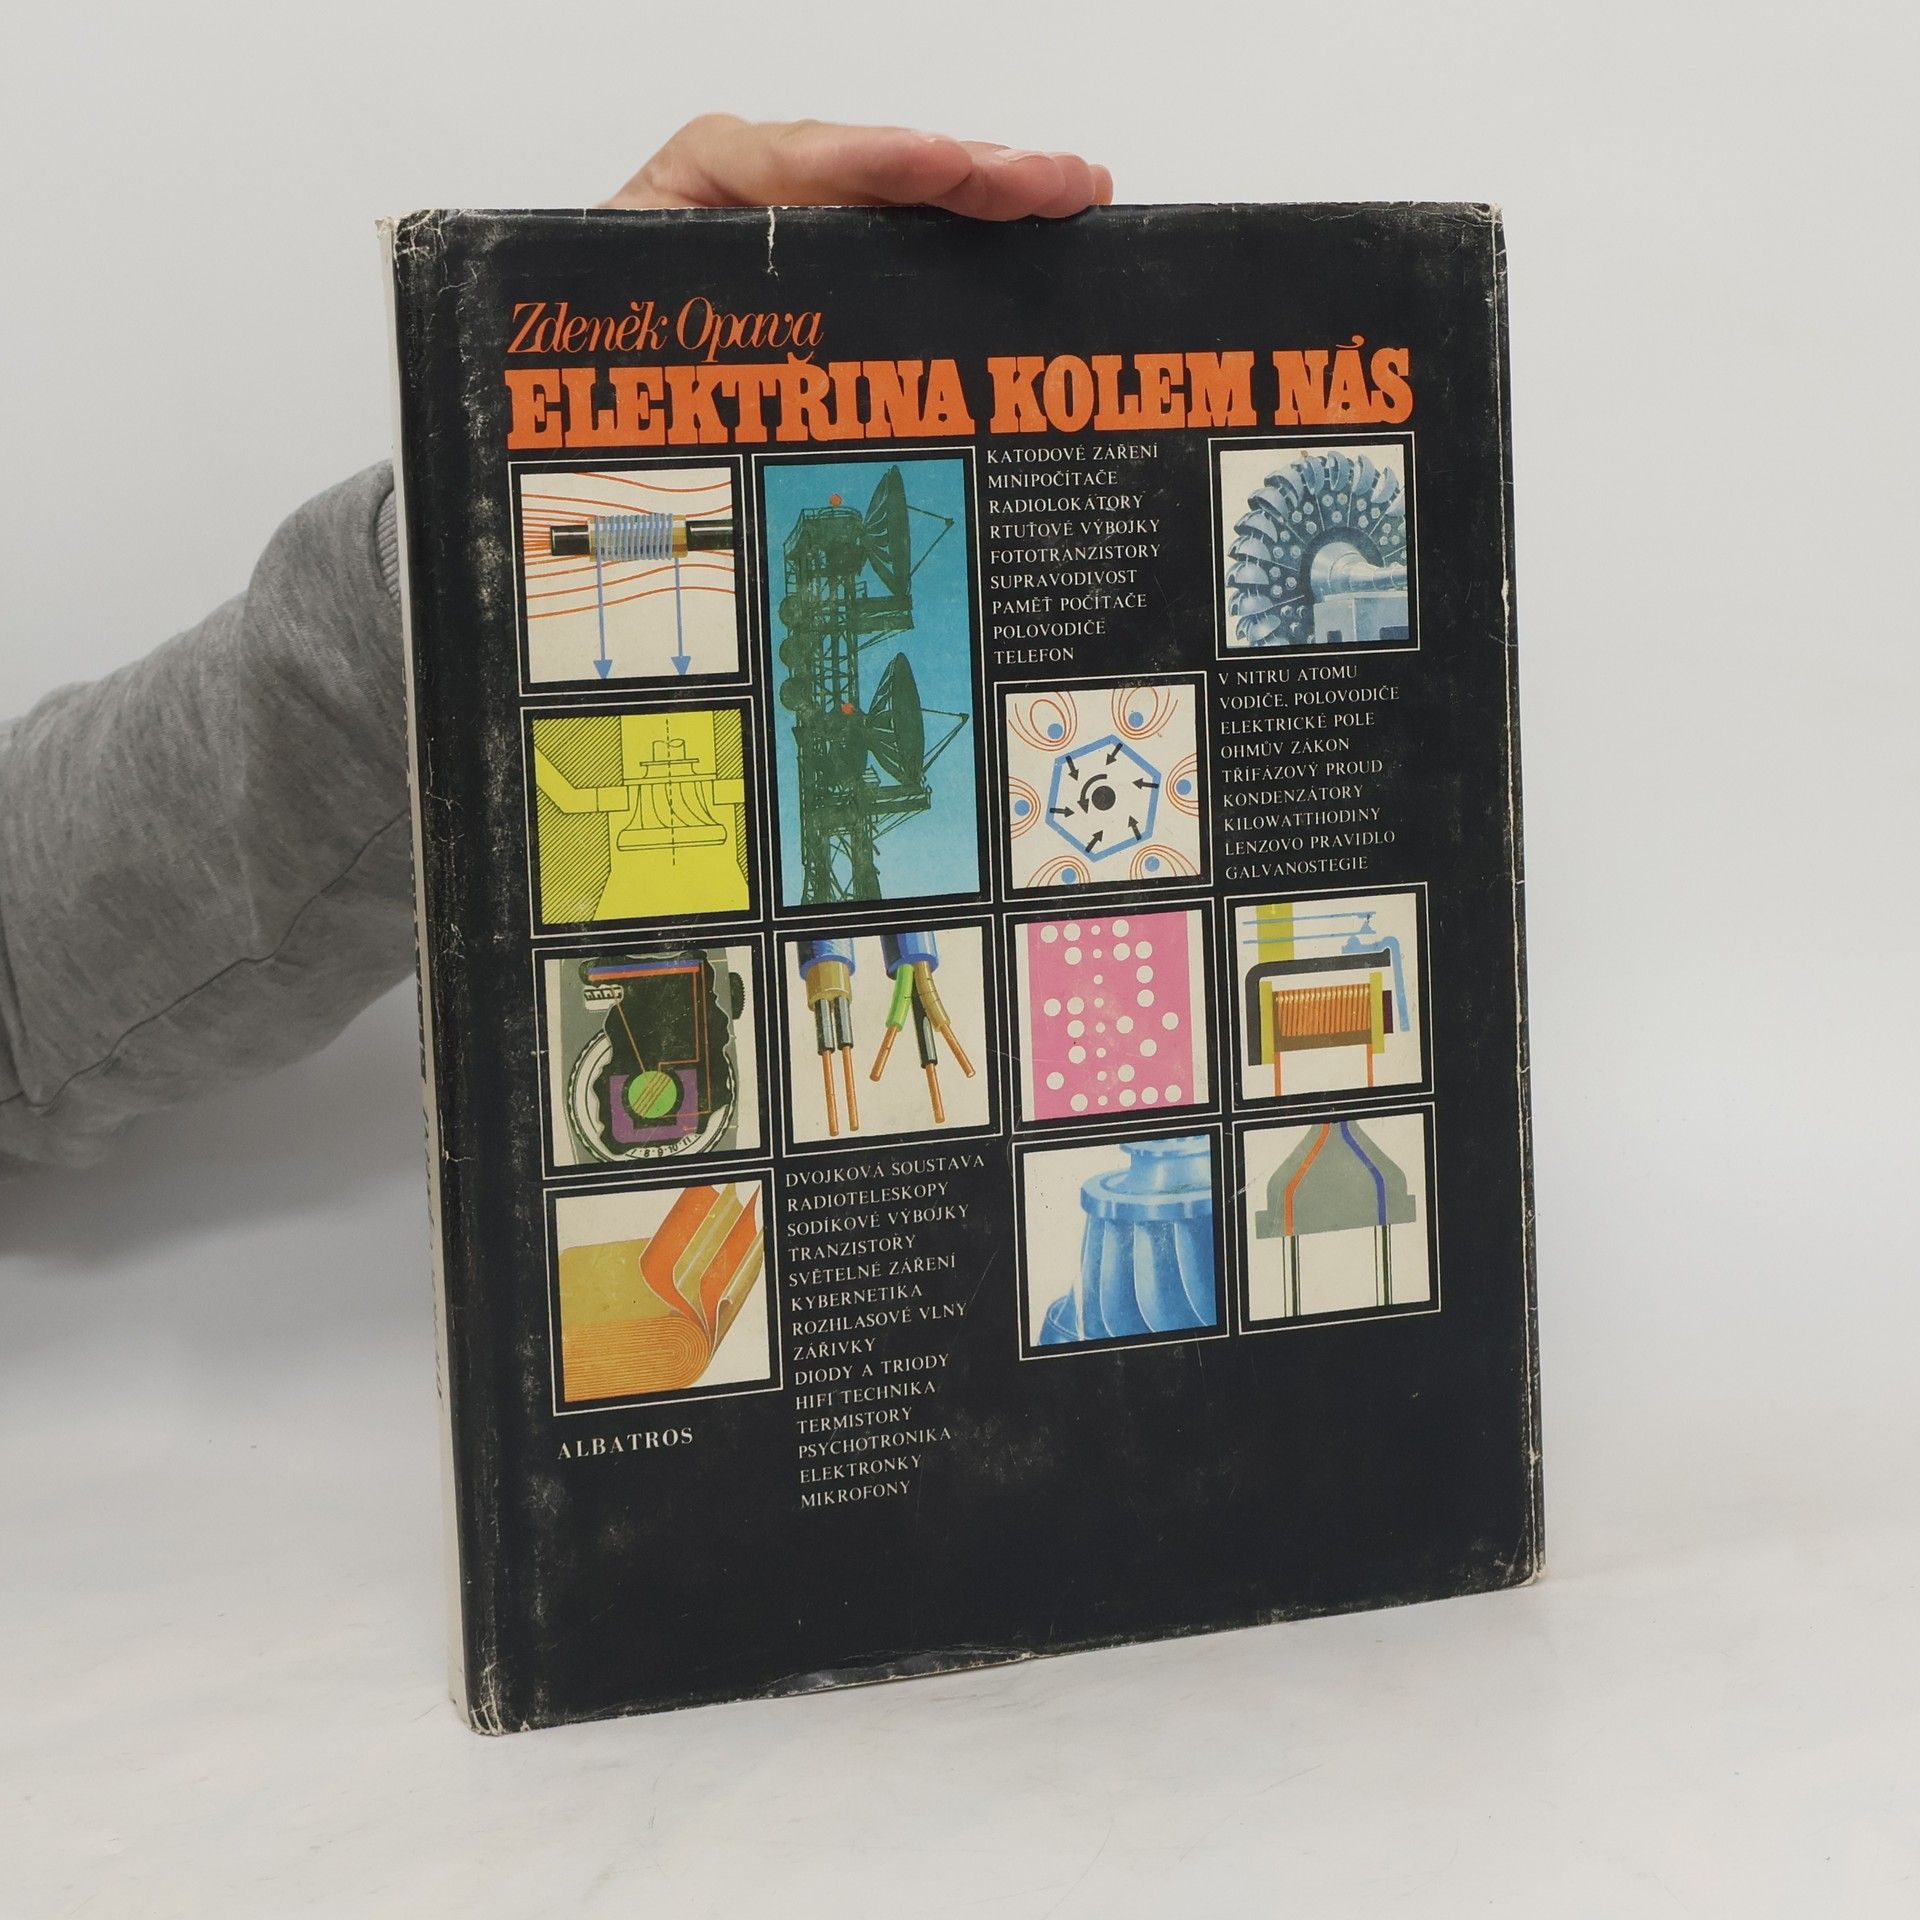 Zdeněk Opava
ELEKTŘINA KOLEM NÁS
KATODOVÉ ZÁŘENÍ
MINIPOČÍTAČE
RADIOLOKÁTORY
RTUŤOVÉ VÝBOJKY
FOTOTRANZISTORY
SUPRAVODIVOST
PAMĚŤ POČÍTAČE
POLOVODIČE
TELEFON
V NITRU ATOMU
VODIČE, POLOVODIČE
ELEKTRICKÉ POLE
OHMŮV ZÁKON
TŘÍFÁZOVÝ PROUD
KONDENZÁTORY
KILOWATTHODINY
LENZOVO PRAVIDLO
GALVANOSTEGIE
DVOJKOVÁ SOUSTAVA
RADIOTELESKOPY
SODÍKOVÉ VÝBOJKY
TRANZISTORY
SVĚTELNÉ ZÁŘENÍ
KYBERNETIKA
ROZHLASOVÉ VLNY
ZÁŘIVKY
DIODY A TRIODY
HIFI TECHNIKA
TERMISTORY
PSYCHOTRONIKA
ELEKTRONKY
MIKROFONY
ALBATROS